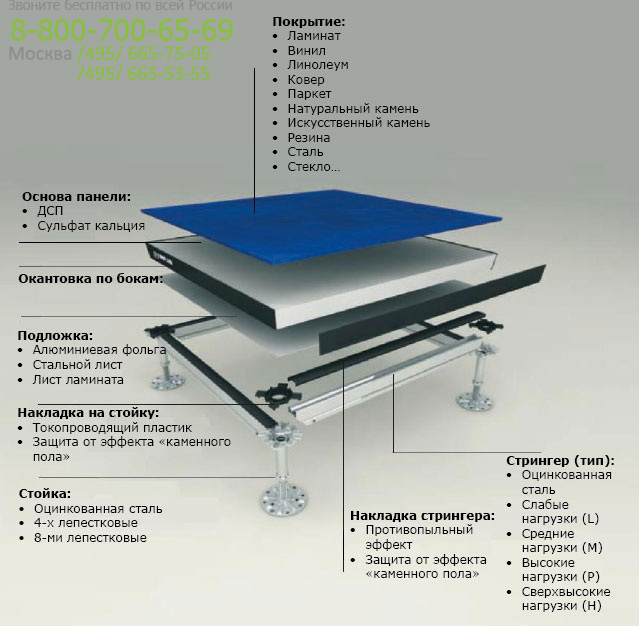 Звоните бесплатно по всей России
8-800-700-65-69
Москва /495/ 665-75-05
/495/ 665-53-55
Покрытие:
• Ламинат
• Винил
• Линолеум
• Ковер
• Паркет
• Натуральный камень
• Искусственный камень
• Резина
• Сталь
• Стекло…
Основа панели:
• ДСП
• Сульфат кальция
Окантовка по бокам:
Подложка:
• Алюминиевая фольга
• Стальной лист
• Лист ламината
Накладка на стойку:
• Токопроводящий пластик
• Защита от эффекта «каменного
пола»
Стойка:
• Оцинкованная сталь
• 4-х лепестковые
• 8-ми лепестковые
Накладка стрингера:
• Противопыльный
эффект
• Защита от эффекта
«каменного пола»
Стрингер (тип):
• Оцинкованная
сталь
• Слабые
нагрузки (L)
• Средние
нагрузки (M)
• Высокие
нагрузки (P)
• Сверхвысокие
нагрузки (H)